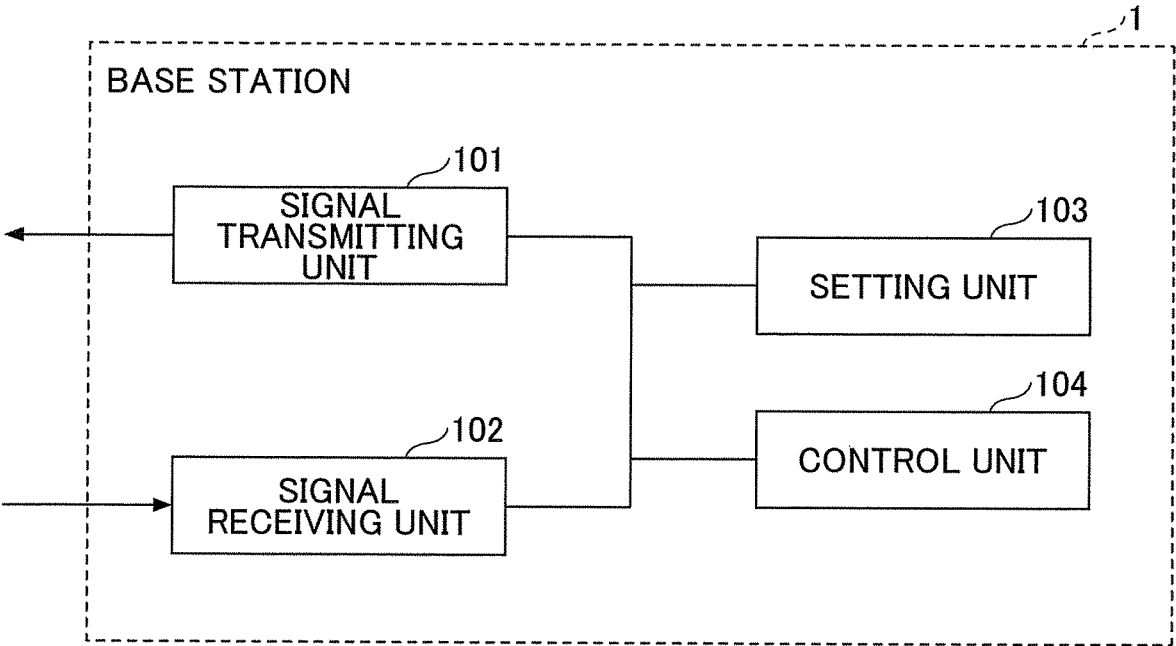 1
BASE STATION
101
SIGNAL
TRANSMITTING
UNIT
103
SETTING UNIT
102
SIGNAL
RECEIVING UNIT
104
CONTROL UNIT